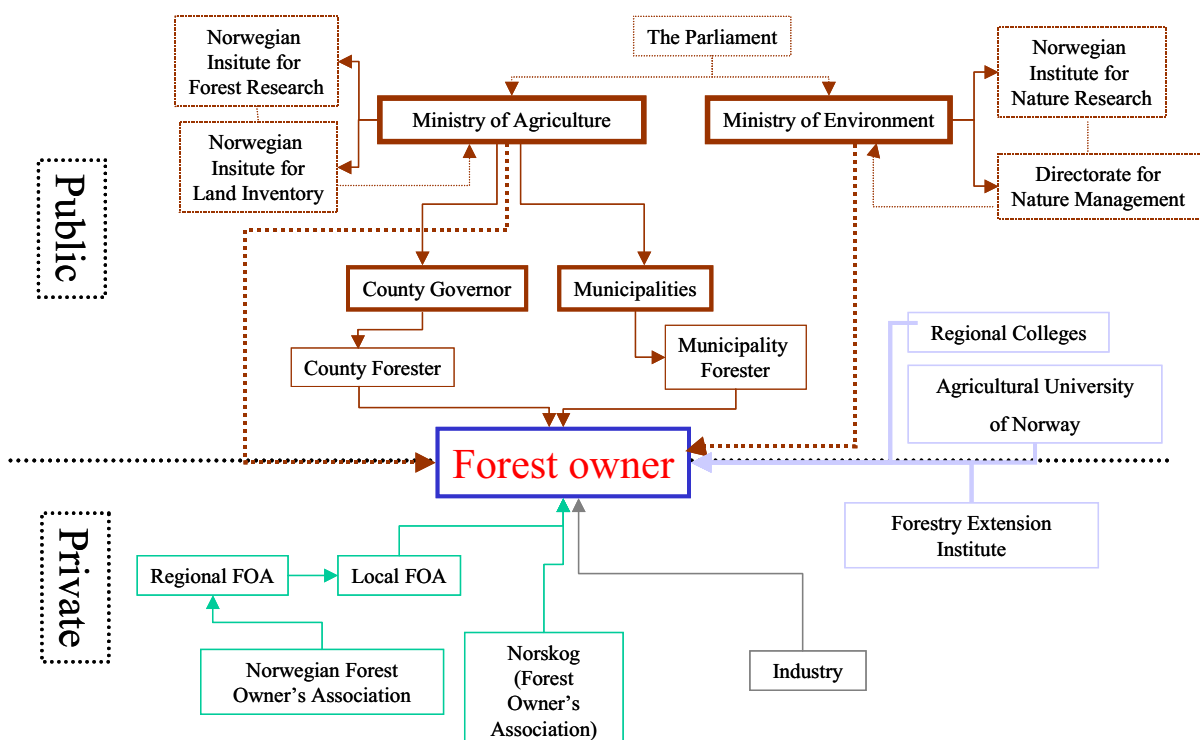 The Parliament
Norwegian
Insitute for
Forest Research
Norwegian
Institute for
Nature Research
Ministry of Agriculture
Ministry of Environment
Norwegian
Insitute for
Land Inventory
Directorate for
Nature Management
Public
County Governor
Municipalities
County Forester
Municipality
Forester
Regional Colleges
Agricultural University
of Norway
Forest owner
Forestry Extension
Institute
Private
Regional FOA
Local FOA
Norwegian Forest
Owner's Association
Norskog
(Forest
Owner's
Association)
Industry